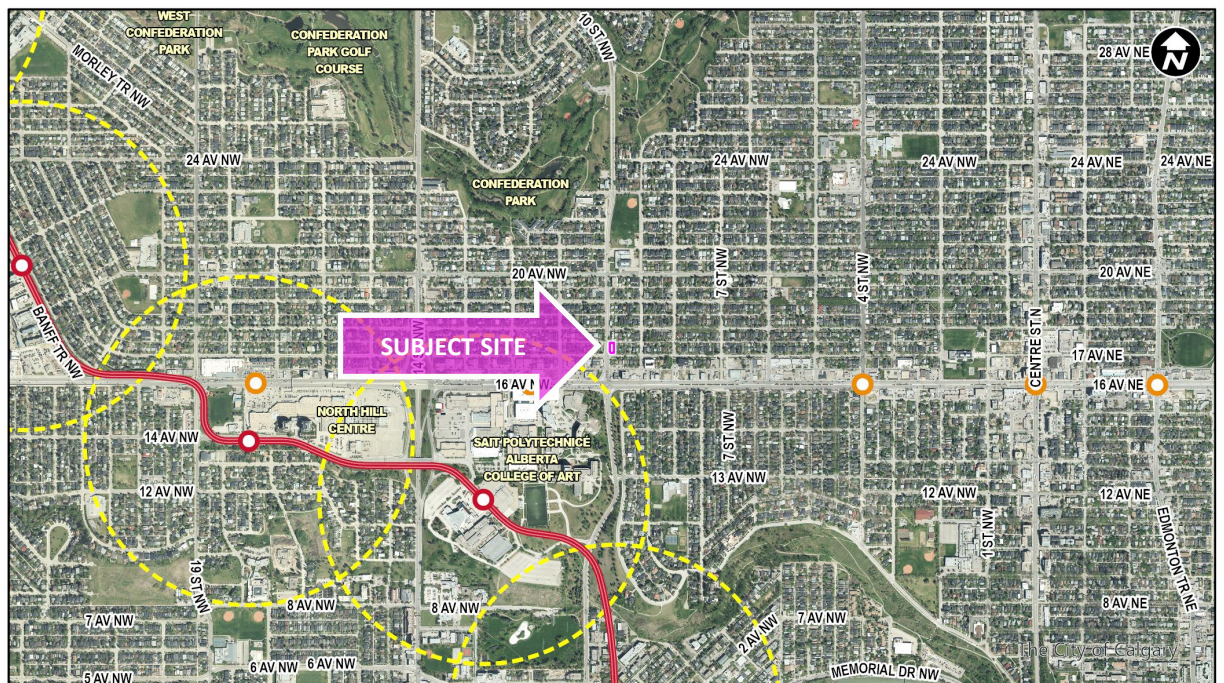 WEST
CONFEDERATION
PARK
CONFEDERATION
PARK GOLF
COURSE
10 ST NW
28 AV NE
N
MORLEY TR NW
24 AV NW
24 AV NW
24 AV NW
24 AV NE
24 AV NE
CONFEDERATION
PARK
20 AV NW
7 ST NW
4 ST NW
20 AV NE
BANFF TR NW
SUBJECT SITE
CENTRE ST N
17 AV NE
16 AV NW
16 AV NE
NORTH HILL
CENTRE
14 AV NW
SAIT POLYTECHNICE
ALBERTA
COLLEGE OF ART
7 ST NW
13 AV NW
12 AV NW
12 AV NW
12 AV NE
1 ST NW
EDMONTON TR NE
19 ST NW
8 AV NW
8 AV NW
8 AV NE
7 AV NW
2 AV NW
7 AV NW
©The City of Calgary
6 AV NW
6 AV NW
5 AV NW
MEMORIAL DR NW